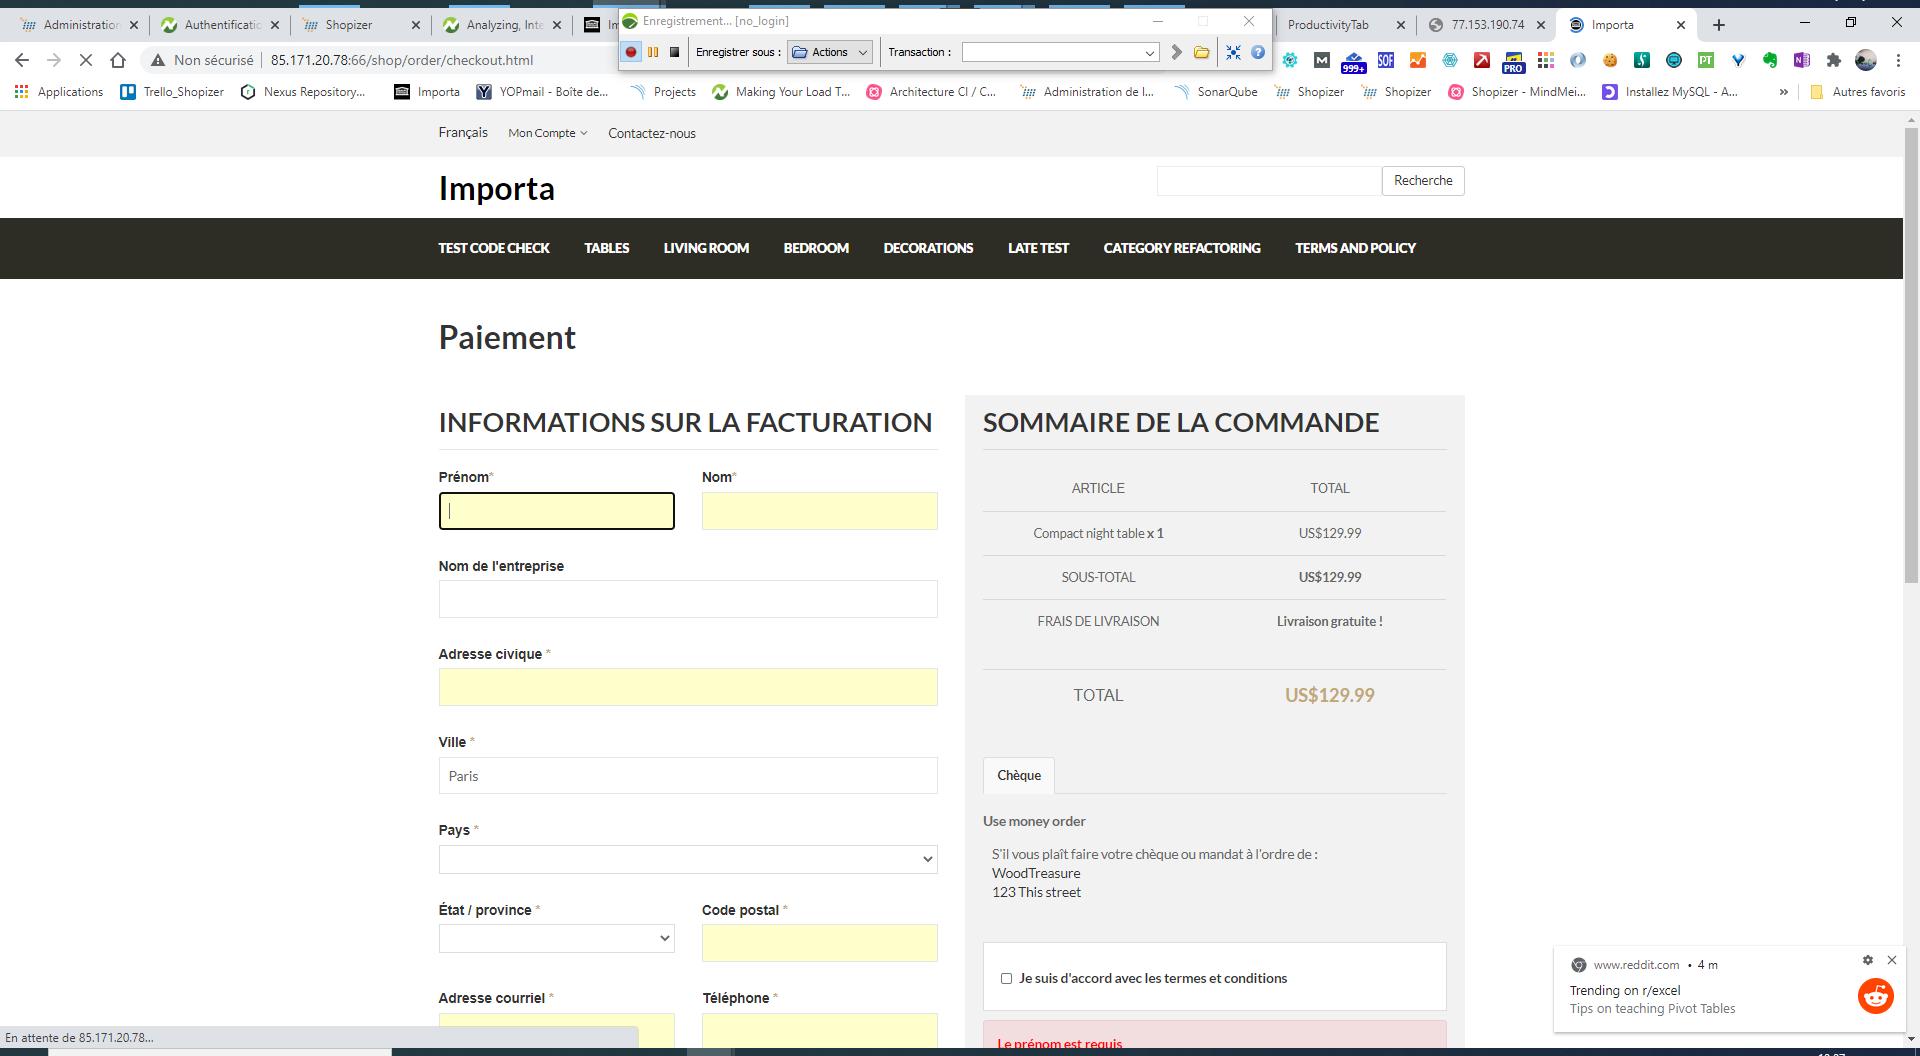 Enregistrement... [no_login]
Administration
Authentificatio
Shopizer
Analyzing, Inte
In
ProductivityTab
77.153.190.74
Importa
Enregistrer sous :
Actions
Transaction :
Non sécurisé
85.171.20.78:66/shop/order/checkout.html
999+
SOF
PRO
PT
Applications
Trello_Shopizer
Nexus Repository...
Importa
YOPmail - Boîte de...
Projects
Making Your Load T...
Architecture CI / C...
Administration de l...
SonarQube
Shopizer
Shopizer
Shopizer - MindMei...
Installez MySQL - A...
»
Autres favoris
Français
Mon Compte
Contactez-nous
Importa
Recherche
TEST CODE CHECK
TABLES
LIVING ROOM
BEDROOM
DECORATIONS
LATE TEST
CATEGORY REFACTORING
TERMS AND POLICY
Paiement
INFORMATIONS SUR LA FACTURATION
Prénom*
Nom*
Nom de l'entreprise
Adresse civique *
Ville *
Paris
Pays *
État / province *
Code postal *
Adresse courriel *
Téléphone *
SOMMAIRE DE LA COMMANDE
ARTICLE TOTAL
Compact night table x 1 US$129.99
SOUS-TOTAL US$129.99
FRAIS DE LIVRAISON Livraison gratuite !
TOTAL US$129.99
Chèque
Use money order
S'il vous plaît faire votre chèque ou mandat à l'ordre de :
WoodTreasure
123 This street
Je suis d'accord avec les termes et conditions
Le prénom est requis
www.reddit.com • 4 m
Trending on r/excel
Tips on teaching Pivot Tables
En attente de 85.171.20.78...